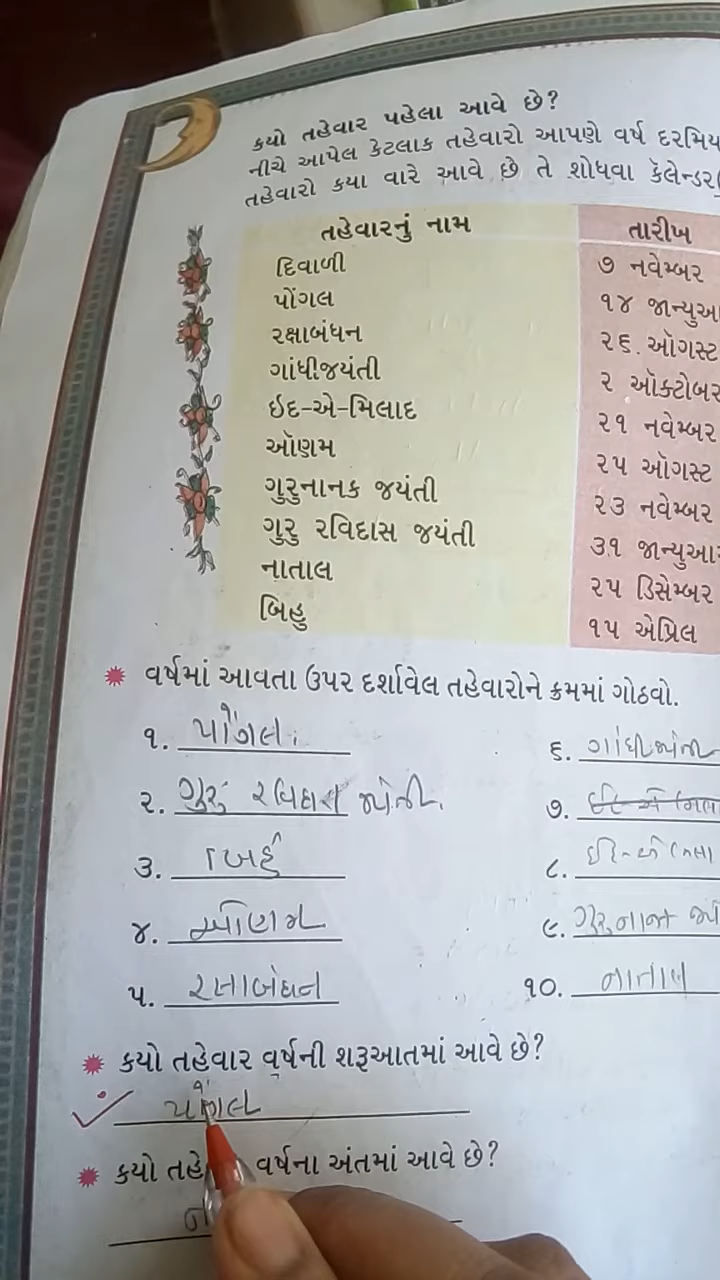 કયો તહેવાર પહેલા આવે છે?
નીચે આપેલ કેટલાક તહેવારો આપણે વર્ષ દરમિય
તહેવારો કયા વારે આવે છે તે શોધવા કૅલેન્ડર
તહેવારનું નામ તારીખ
દિવાળી ૭ નવેમ્બર
પોંગલ ૧૪ જાન્યુઆ
રક્ષાબંધન ૨૬ ઑગસ્ટ
ગાંધીજયંતી ૨ ઑક્ટોબર
ઇદ-એ-મિલાદ ૨૧ નવેમ્બર
ઑણમ ૨૫ ઑગસ્ટ
ગુરુનાનક જયંતી ૨૩ નવેમ્બર
ગુરુ રવિદાસ જયંતી ૩૧ જાન્યુઆ
નાતાલ ૨૫ ડિસેમ્બર
બિહુ ૧૫ એપ્રિલ
વર્ષમાં આવતા ઉપર દર્શાવેલ તહેવારોને ક્રમમાં ગોઠવો.
૧. પોંગલ ૬. ગાંધી
૨. ગુરુ રવિદાસ ૭.
૩. ૮.
૪. ઓણમ ૯. ગુરુ
૫. રક્ષાબંધન ૧૦. નાતાલ
કયો તહેવાર વર્ષની શરૂઆતમાં આવે છે?
પોંગલ
કયો તહે વર્ષના અંતમાં આવે છે?